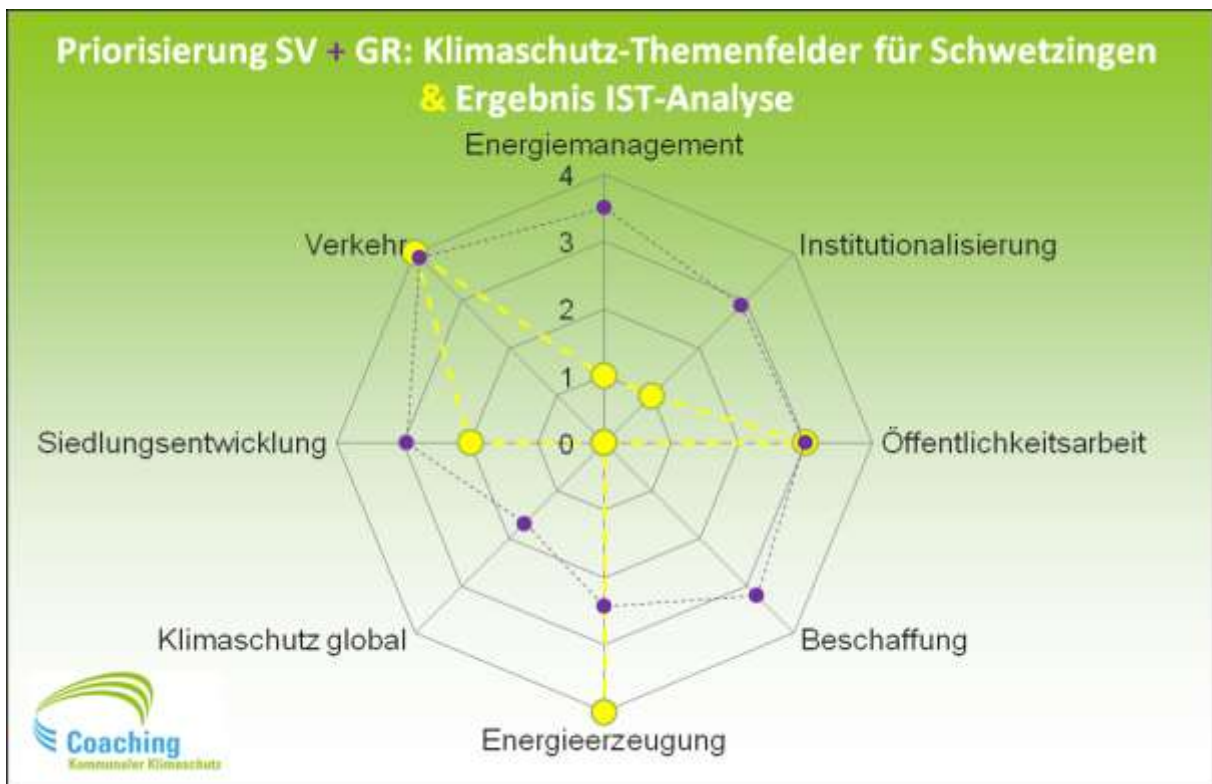 Priorisierung SV + GR: Klimaschutz-Themenfelder für Schwetzingen
& Ergebnis IST-Analyse
Energiemanagement
4
Verkehr
3
Institutionalisierung
2
1
Siedlungsentwicklung
0
Öffentlichkeitsarbeit
Klimaschutz global
Beschaffung
Energieerzeugung
Coaching
Kommunaler Klimaschutz